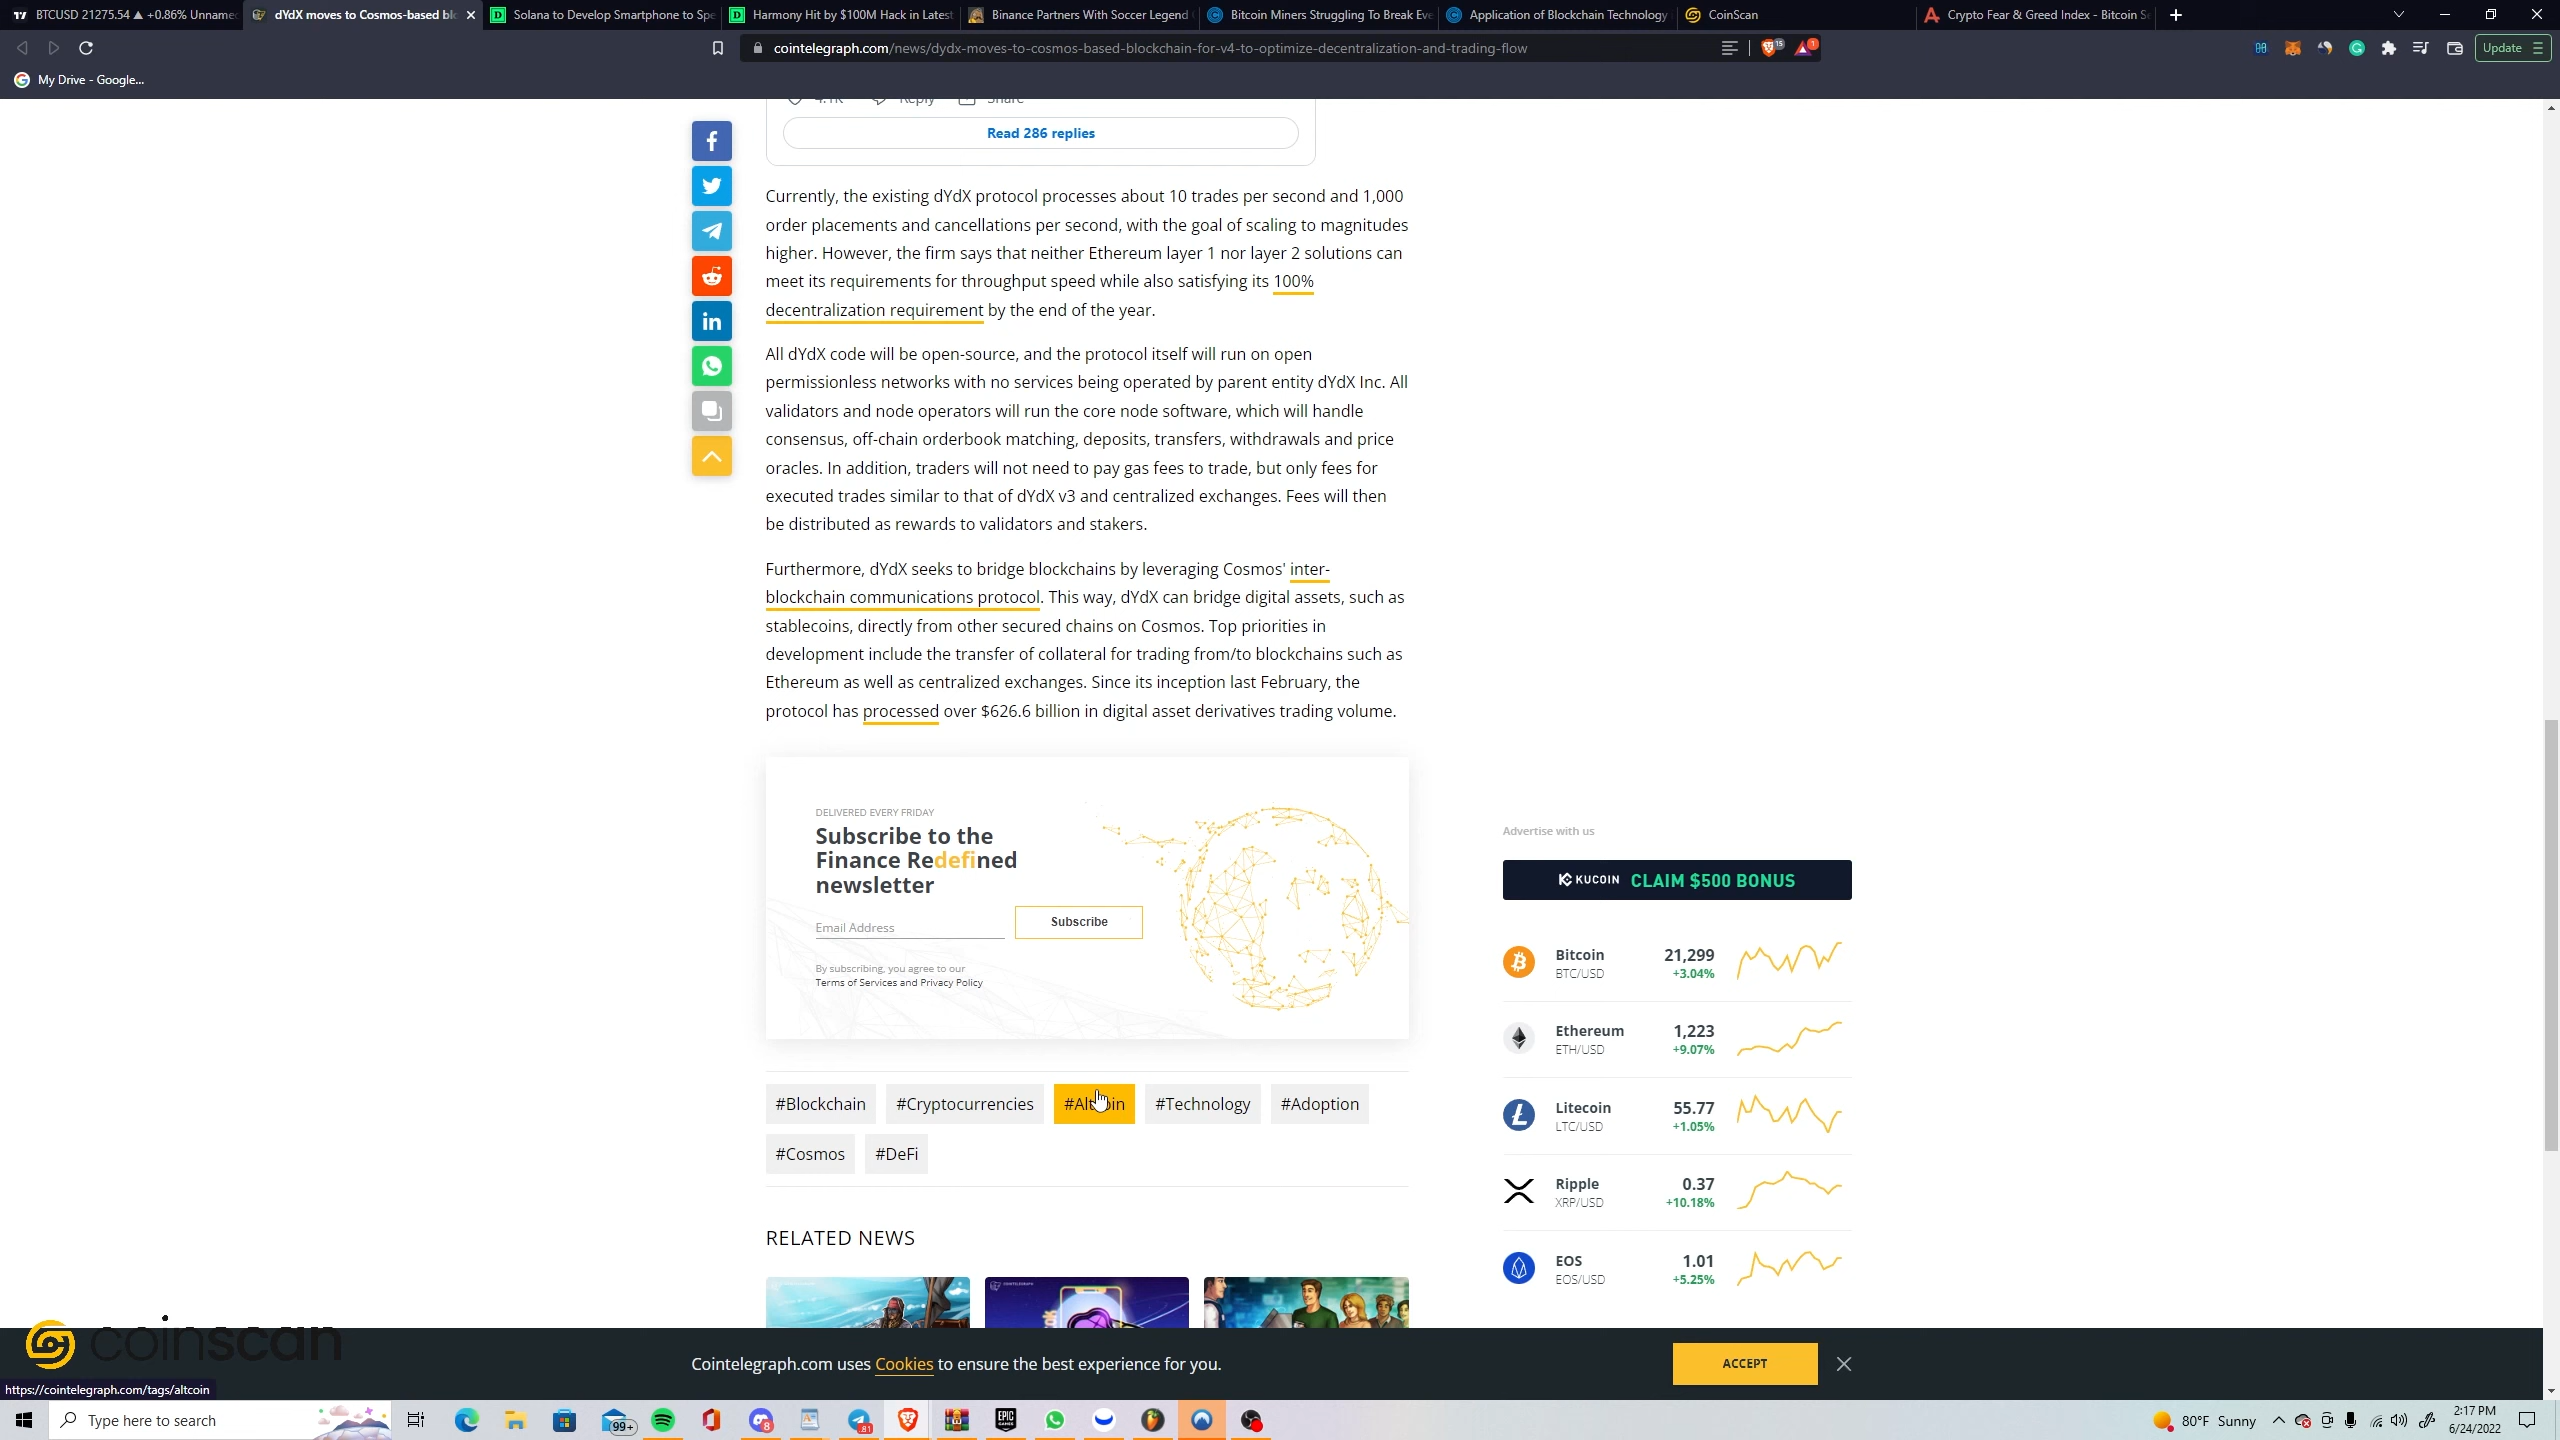 BTCUSD 21275.54 ▲ +0.86% Unname
dYdX moves to Cosmos-based bl
Solana to Develop Smartphone to Spe
Harmony Hit by $100M Hack in Latest
Binance Partners With Soccer Legend
Bitcoin Miners Struggling To Break Eve
Application of Blockchain Technology
CoinScan
Crypto Fear & Greed Index - Bitcoin Se
cointelegraph.com/news/dydx-moves-to-cosmos-based-blockchain-for-v4-to-optimize-decentralization-and-trading-flow
15
1
Update
My Drive - Google...
4.1K Reply Share
Read 286 replies
Currently, the existing dYdX protocol processes about 10 trades per second and 1,000
order placements and cancellations per second, with the goal of scaling to magnitudes
higher. However, the firm says that neither Ethereum layer 1 nor layer 2 solutions can
meet its requirements for throughput speed while also satisfying its 100%
decentralization requirement by the end of the year.
All dYdX code will be open-source, and the protocol itself will run on open
permissionless networks with no services being operated by parent entity dYdX Inc. All
validators and node operators will run the core node software, which will handle
consensus, off-chain orderbook matching, deposits, transfers, withdrawals and price
oracles. In addition, traders will not need to pay gas fees to trade, but only fees for
executed trades similar to that of dYdX v3 and centralized exchanges. Fees will then
be distributed as rewards to validators and stakers.
Furthermore, dYdX seeks to bridge blockchains by leveraging Cosmos' inter-
blockchain communications protocol. This way, dYdX can bridge digital assets, such as
stablecoins, directly from other secured chains on Cosmos. Top priorities in
development include the transfer of collateral for trading from/to blockchains such as
Ethereum as well as centralized exchanges. Since its inception last February, the
protocol has processed over $626.6 billion in digital asset derivatives trading volume.
DELIVERED EVERY FRIDAY
Subscribe to the
Finance Redefined
newsletter
Email Address
Subscribe
By subscribing, you agree to our
Terms of Services and Privacy Policy
#Blockchain #Cryptocurrencies #Altcoin #Technology #Adoption
#Cosmos #DeFi
RELATED NEWS
Advertise with us
KUCOIN CLAIM $500 BONUS
Bitcoin 21,299
BTC/USD +3.04%
Ethereum 1,223
ETH/USD +9.07%
Litecoin 55.77
LTC/USD +1.05%
Ripple 0.37
XRP/USD +10.18%
EOS 1.01
EOS/USD +5.25%
coinscan
Cointelegraph.com uses Cookies to ensure the best experience for you.
ACCEPT
https://cointelegraph.com/tags/altcoin
Type here to search
99+
8
81
EPIC GAMES
80°F Sunny
2:17 PM
6/24/2022